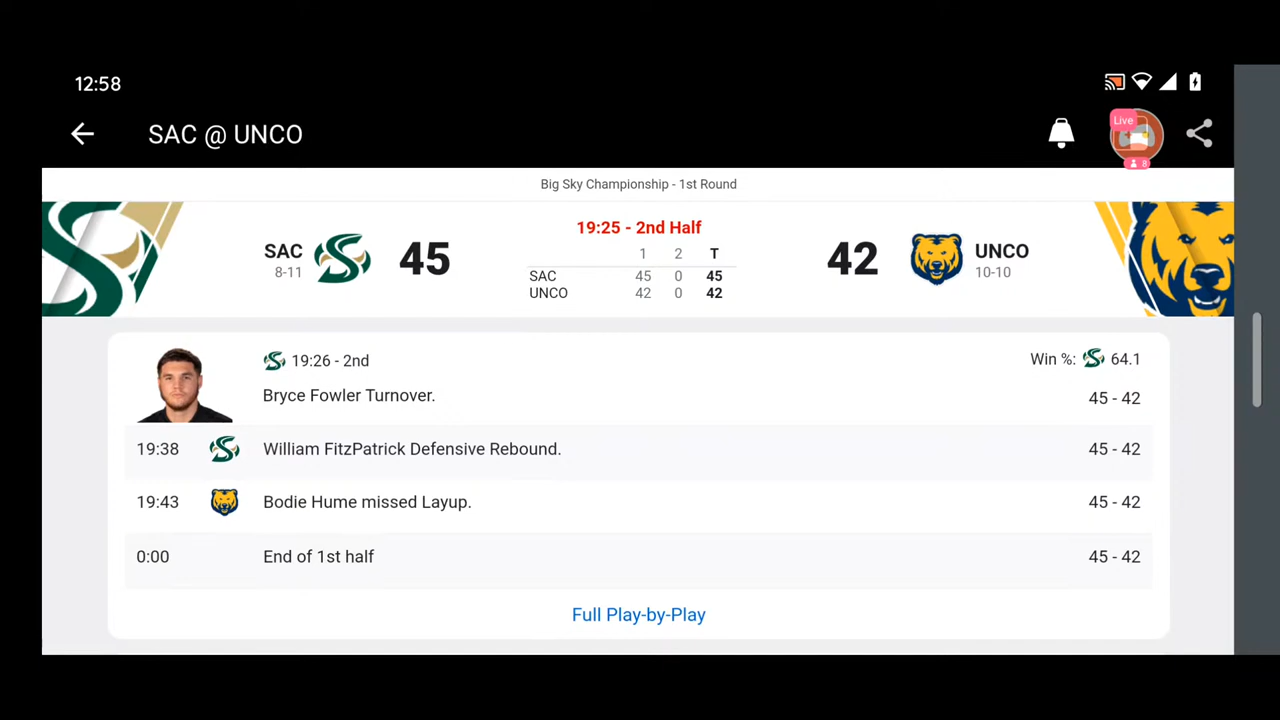 12:58
SAC @ UNCO
Live
8
Big Sky Championship - 1st Round
SAC
8-11
45
19:25 - 2nd Half
1 2 T
SAC 45 0 45
UNCO 42 0 42
42
UNCO
10-10
19:26 - 2nd
Win %: 64.1
Bryce Fowler Turnover.
45 - 42
19:38 William FitzPatrick Defensive Rebound. 45 - 42
19:43 Bodie Hume missed Layup. 45 - 42
0:00 End of 1st half 45 - 42
Full Play-by-Play